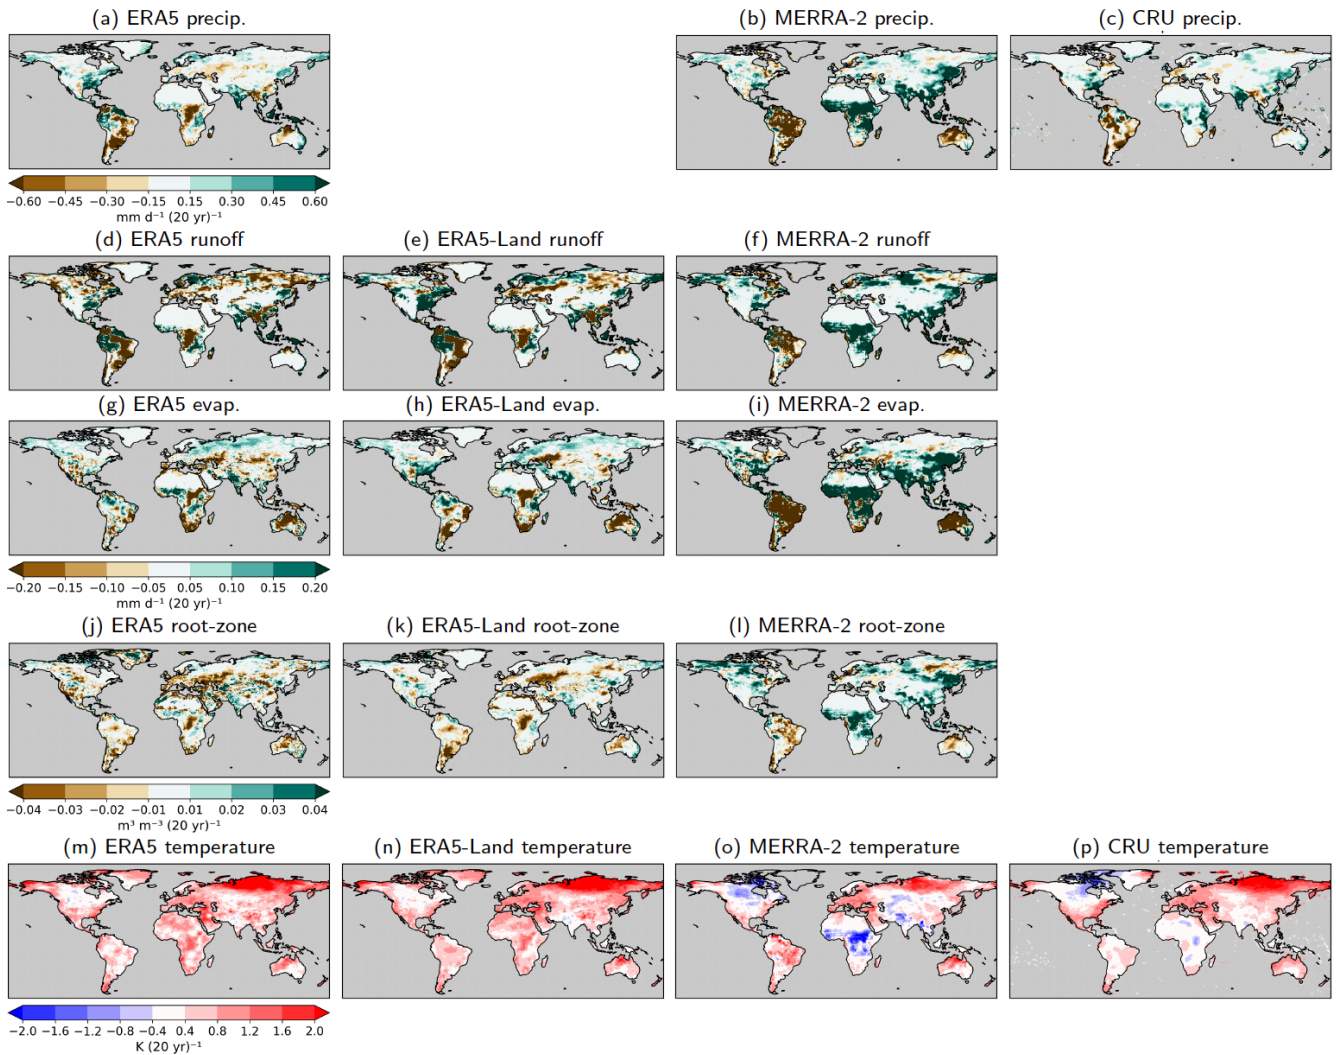 (a) ERA5 precip.
(b) MERRA-2 precip.
(c) CRU precip.
−0.60 −0.45 −0.30 −0.15 0.15 0.30 0.45 0.60
mm d⁻¹ (20 yr)⁻¹
(d) ERA5 runoff
(e) ERA5-Land runoff
(f) MERRA-2 runoff
(g) ERA5 evap.
(h) ERA5-Land evap.
(i) MERRA-2 evap.
−0.20 −0.15 −0.10 −0.05 0.05 0.10 0.15 0.20
mm d⁻¹ (20 yr)⁻¹
(j) ERA5 root-zone
(k) ERA5-Land root-zone
(l) MERRA-2 root-zone
−0.04 −0.03 −0.02 −0.01 0.01 0.02 0.03 0.04
m³ m⁻³ (20 yr)⁻¹
(m) ERA5 temperature
(n) ERA5-Land temperature
(o) MERRA-2 temperature
(p) CRU temperature
−2.0 −1.6 −1.2 −0.8 −0.4 0.4 0.8 1.2 1.6 2.0
K (20 yr)⁻¹